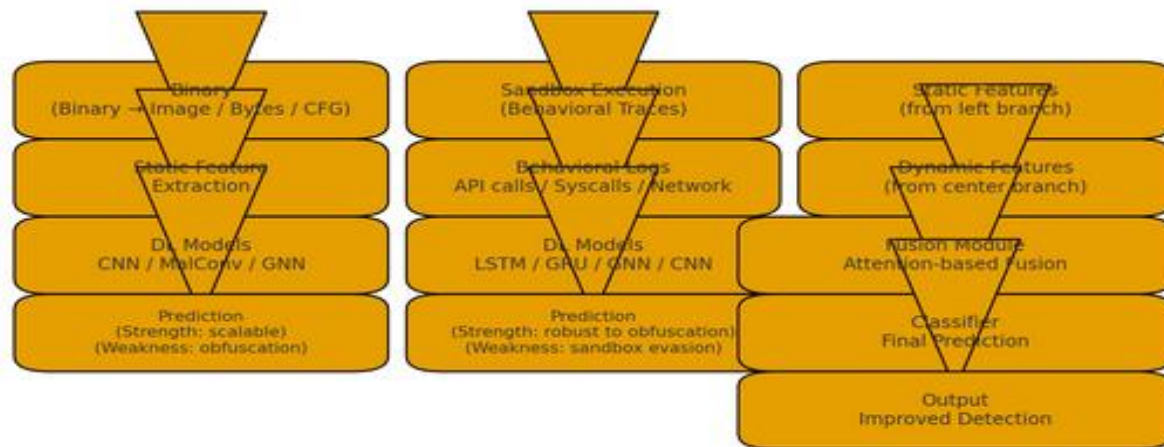 Binary
(Binary → Image / Bytes / CFG)
Static Feature
Extraction
DL Models
CNN / MalConv / GNN
Prediction
(Strength: scalable)
(Weakness: obfuscation)
Sandbox Execution
(Behavioral Traces)
Behavioral Logs
API calls / Syscalls / Network
DL Models
LSTM / GRU / GNN / CNN
Prediction
(Strength: robust to obfuscation)
(Weakness: sandbox evasion)
Static Features
(from left branch)
Dynamic Features
(from center branch)
Fusion Module
Attention-based Fusion
Classifier
Final Prediction
Output
Improved Detection